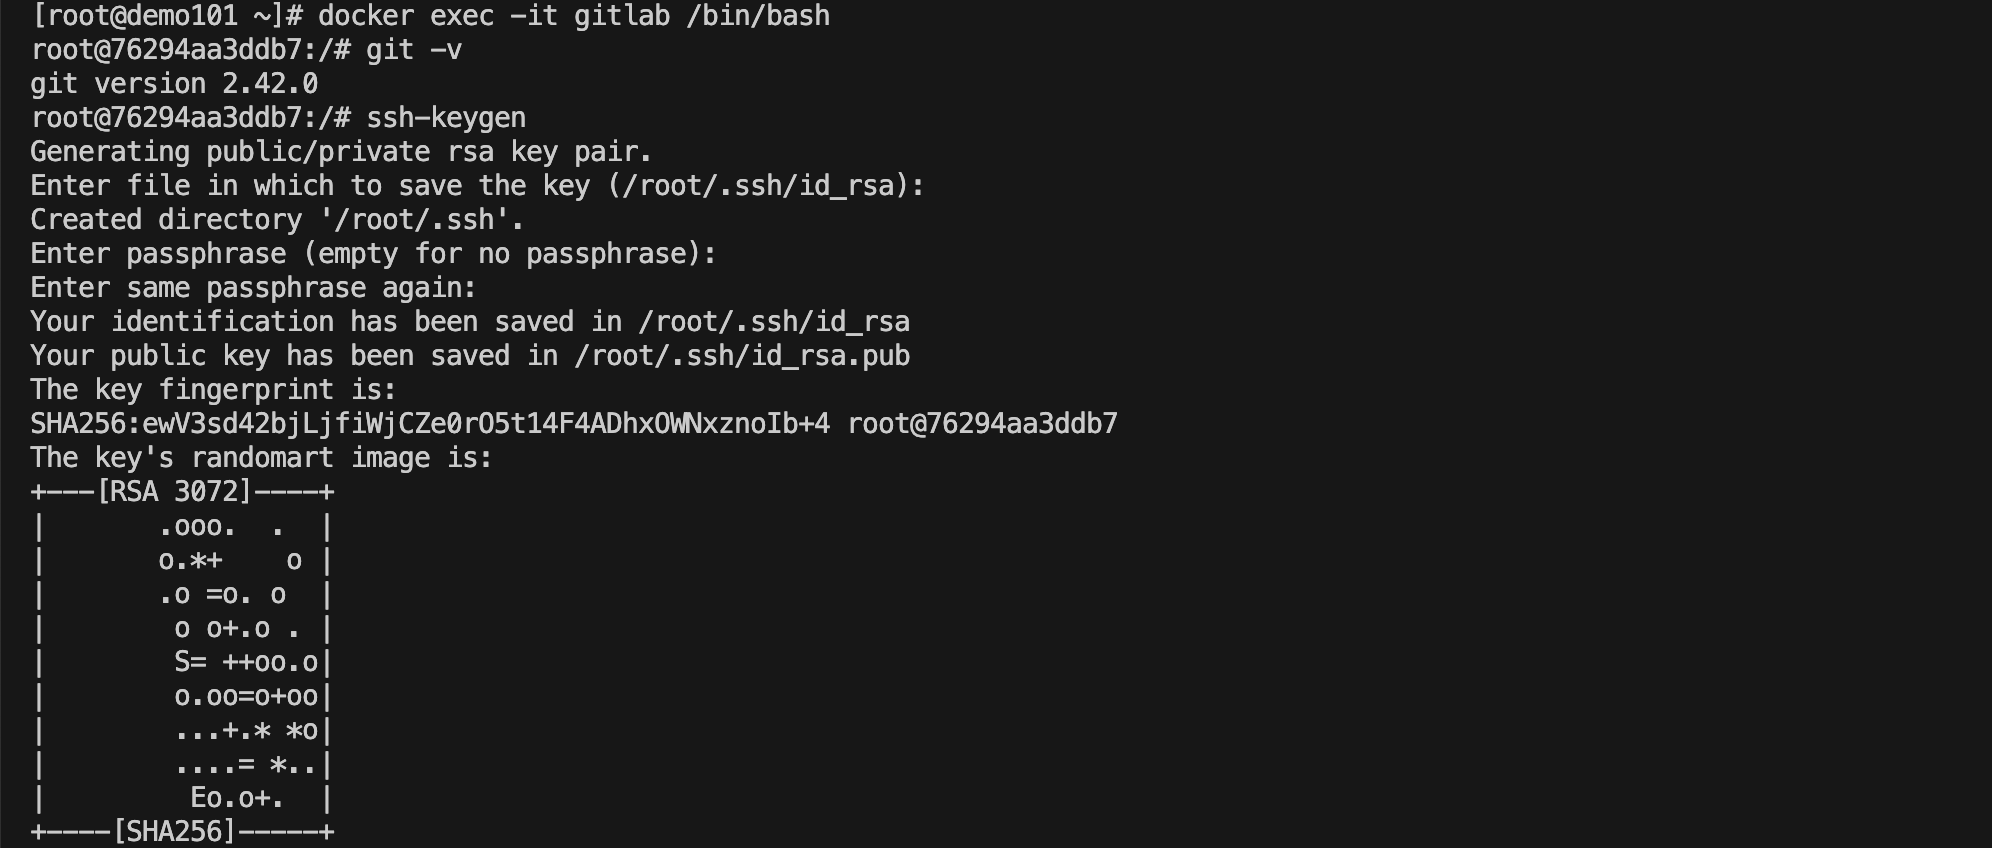 [root@demo101 ~]# docker exec -it gitlab /bin/bash
root@76294aa3ddb7:/# git -v
git version 2.42.0
root@76294aa3ddb7:/# ssh-keygen
Generating public/private rsa key pair.
Enter file in which to save the key (/root/.ssh/id_rsa):
Created directory '/root/.ssh'.
Enter passphrase (empty for no passphrase):
Enter same passphrase again:
Your identification has been saved in /root/.ssh/id_rsa
Your public key has been saved in /root/.ssh/id_rsa.pub
The key fingerprint is:
SHA256:ewV3sd42bjLjfiWjCZe0rO5t14F4ADhxOWNxznoIb+4 root@76294aa3ddb7
The key's randomart image is:
+---[RSA 3072]----+
|       .ooo.  .  |
|       o.*+    o |
|       .o =o. o  |
|        o o+.o . |
|        S= ++oo.o|
|        o.oo=o+oo|
|        ...+.* *o|
|        ....= *..|
|         Eo.o+.  |
+----[SHA256]-----+